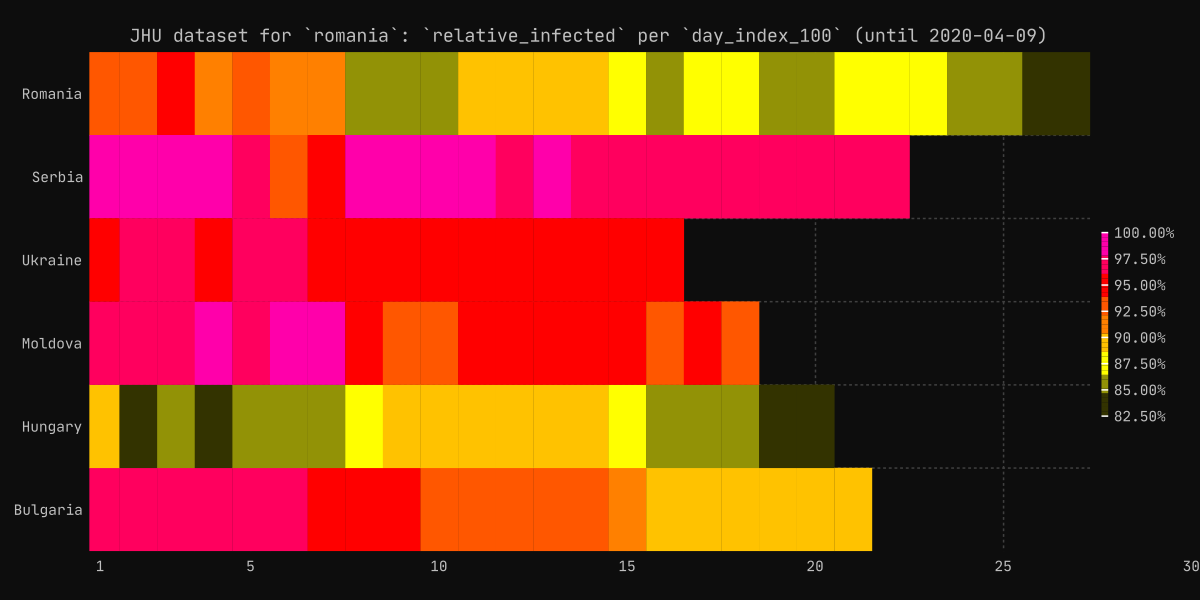 JHU dataset for `romania`: `relative_infected` per `day_index_100` (until 2020-04-09)
Romania
Serbia
Ukraine
Moldova
Hungary
Bulgaria
100.00%
97.50%
95.00%
92.50%
90.00%
87.50%
85.00%
82.50%
1 5 10 15 20 25 30